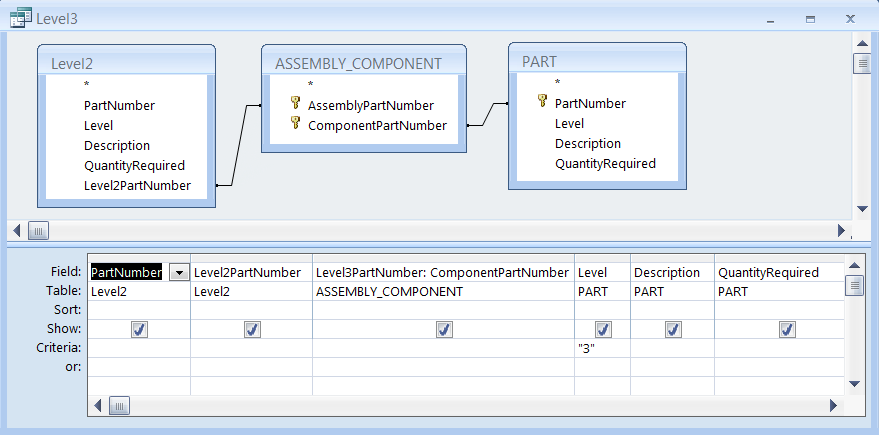 Level3
Level2
*
PartNumber
Level
Description
QuantityRequired
Level2PartNumber
ASSEMBLY_COMPONENT
*
AssemblyPartNumber
ComponentPartNumber
PART
*
PartNumber
Level
Description
QuantityRequired
Field: PartNumber Level2PartNumber Level3PartNumber: ComponentPartNumber Level Description QuantityRequired
Table: Level2 Level2 ASSEMBLY_COMPONENT PART PART PART
Sort:
Show:
Criteria: "3"
or: